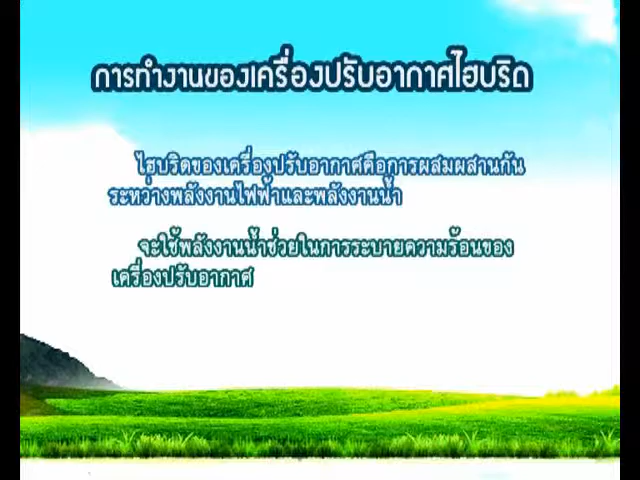 การทำงานของเครื่องปรับอากาศไฮบริด
ไฮบริดของเครื่องปรับอากาศคือการผสมผสานกัน
ระหว่างพลังงานไฟฟ้าและพลังงานน้ำ
จะใช้พลังงานน้ำช่วยในการระบายความร้อนของ
เครื่องปรับอากาศ